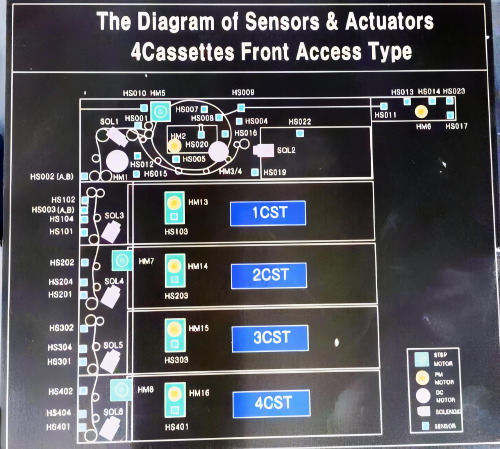 The Diagram of Sensors & Actuators
4Cassettes Front Access Type
HS010 HM5
HS009
HS013 HS014 HS023
HS007
HS011
HM6
HS017
SOL1
HS001
HS008
HS004
HS022
HM2
HS016
HS020
HS005
SOL2
HS012
HM1
HS015
HM3/4
HS019
HS002 (A,B)
HS102
HS003 (A,B)
HS104
HS101
SOL3
HM13
HS103
1CST
HS202
HM7
HM14
2CST
HS204
SOL4
HS201
HS203
HS302
HM15
3CST
HS304
SOL5
HS301
HS303
HS402
HM8
HM16
4CST
HS404
SOL6
HS401
HS401
STEP
MOTOR
PM
MOTOR
DC
MOTOR
SOLENOID
SENSOR